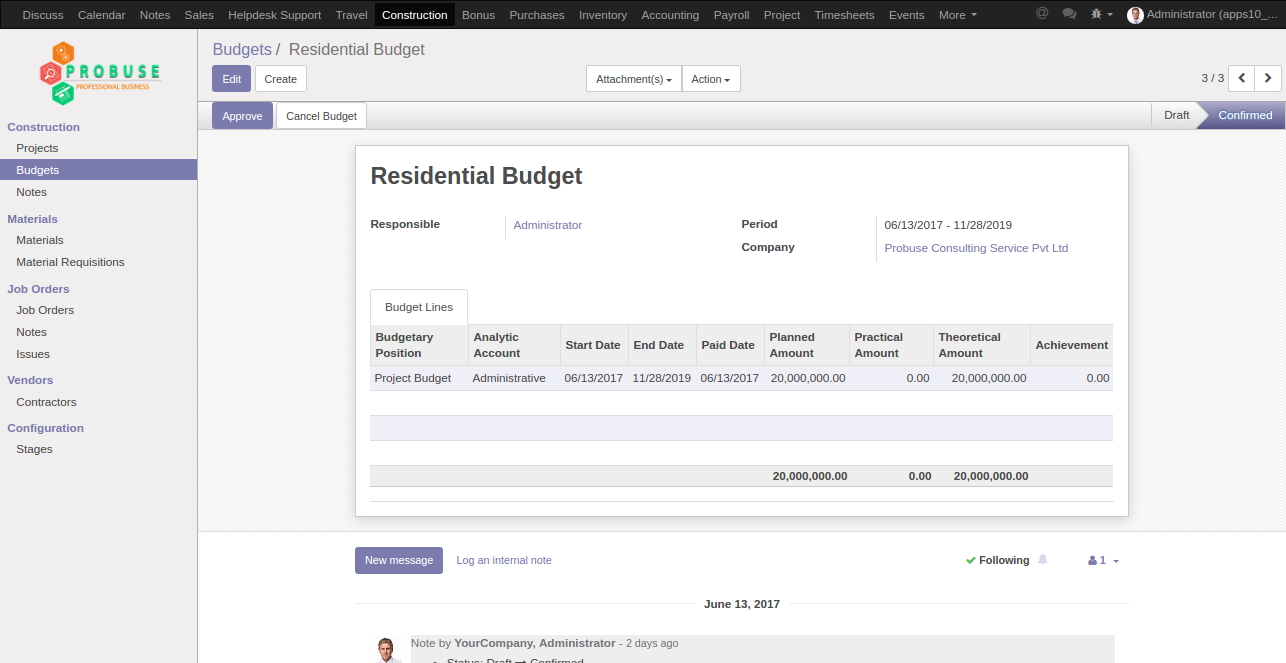 Discuss Calendar Notes Sales Helpdesk Support Travel Construction Bonus Purchases Inventory Accounting Payroll Project Timesheets Events More @ Administrator (apps10_...
PROBUSE
PROFESSIONAL BUSINESS
Construction
Projects
Budgets
Notes
Materials
Materials
Material Requisitions
Job Orders
Job Orders
Notes
Issues
Vendors
Contractors
Configuration
Stages
Budgets / Residential Budget
Edit Create Attachment(s) Action 3 / 3
Approve Cancel Budget Draft Confirmed
Residential Budget
Responsible Administrator Period 06/13/2017 - 11/28/2019
Company Probuse Consulting Service Pvt Ltd
Budget Lines
Budgetary Position Analytic Account Start Date End Date Paid Date Planned Amount Practical Amount Theoretical Amount Achievement
Project Budget Administrative 06/13/2017 11/28/2019 06/13/2017 20,000,000.00 0.00 20,000,000.00 0.00
20,000,000.00 0.00 20,000,000.00
New message Log an internal note Following 1
June 13, 2017
Note by YourCompany, Administrator - 2 days ago
• Status: Draft → Confirmed